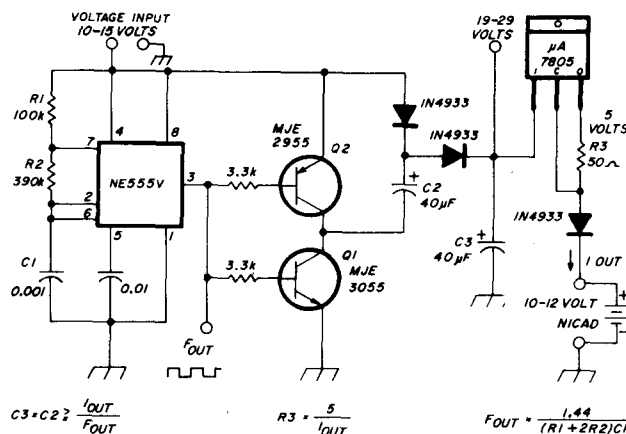 VOLTAGE INPUT
10-15 VOLTS
19-29
VOLTS
μA
7805
I C O
R1
100k
R2
390k
7
2
6
4
8
NE555V
3
5
1
C1
0.001
0.01
3.3k
3.3k
MJE
2955
Q2
Q1
MJE
3055
FOUT
1N4933
1N4933
+
C2
40μF
+
C3
40μF
5
VOLTS
R3
50Ω
1N4933
I OUT
10-12 VOLT
NICAD
+
−
C3=C2≥ IOUT/FOUT
R3 = 5/IOUT
FOUT = 1.44/(R1+2R2)C1